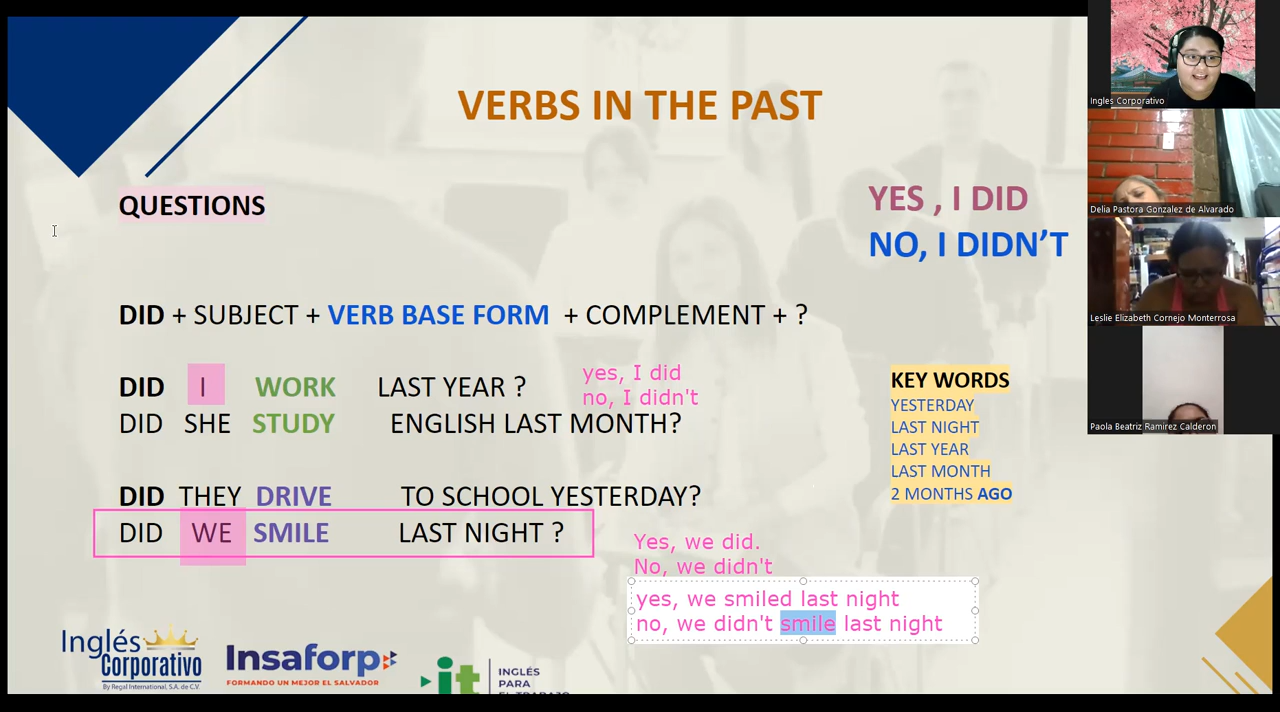 VERBS IN THE PAST
QUESTIONS
YES , I DID
NO, I DIDN'T
DID + SUBJECT + VERB BASE FORM + COMPLEMENT + ?
DID I WORK LAST YEAR ?
DID SHE STUDY ENGLISH LAST MONTH?
yes, I did
no, I didn't
DID THEY DRIVE TO SCHOOL YESTERDAY?
DID WE SMILE LAST NIGHT ?
KEY WORDS
YESTERDAY
LAST NIGHT
LAST YEAR
LAST MONTH
2 MONTHS AGO
Yes, we did.
No, we didn't
yes, we smiled last night
no, we didn't smile last night
Inglés
Corporativo
By Regal International, S.A. de C.V.
Insaforp
FORMANDO UN MEJOR EL SALVADOR
it
INGLÉS
PARA
EL TRABAJO
Ingles Corporativo
Delia Pastora Gonzalez de Alvarado
Leslie Elizabeth Cornejo Monterrosa
Paola Beatriz Ramirez Calderon